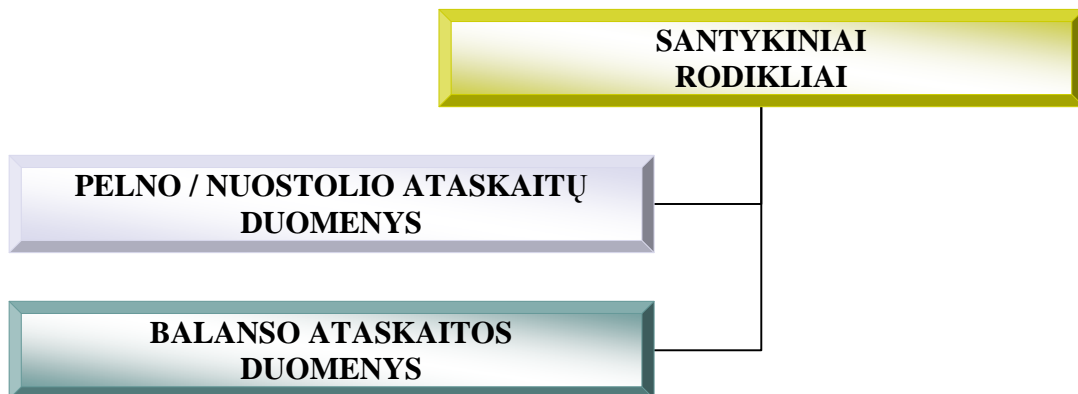 SANTYKINIAI
RODIKLIAI
PELNO / NUOSTOLIO ATASKAITŲ
DUOMENYS
BALANSO ATASKAITOS
DUOMENYS